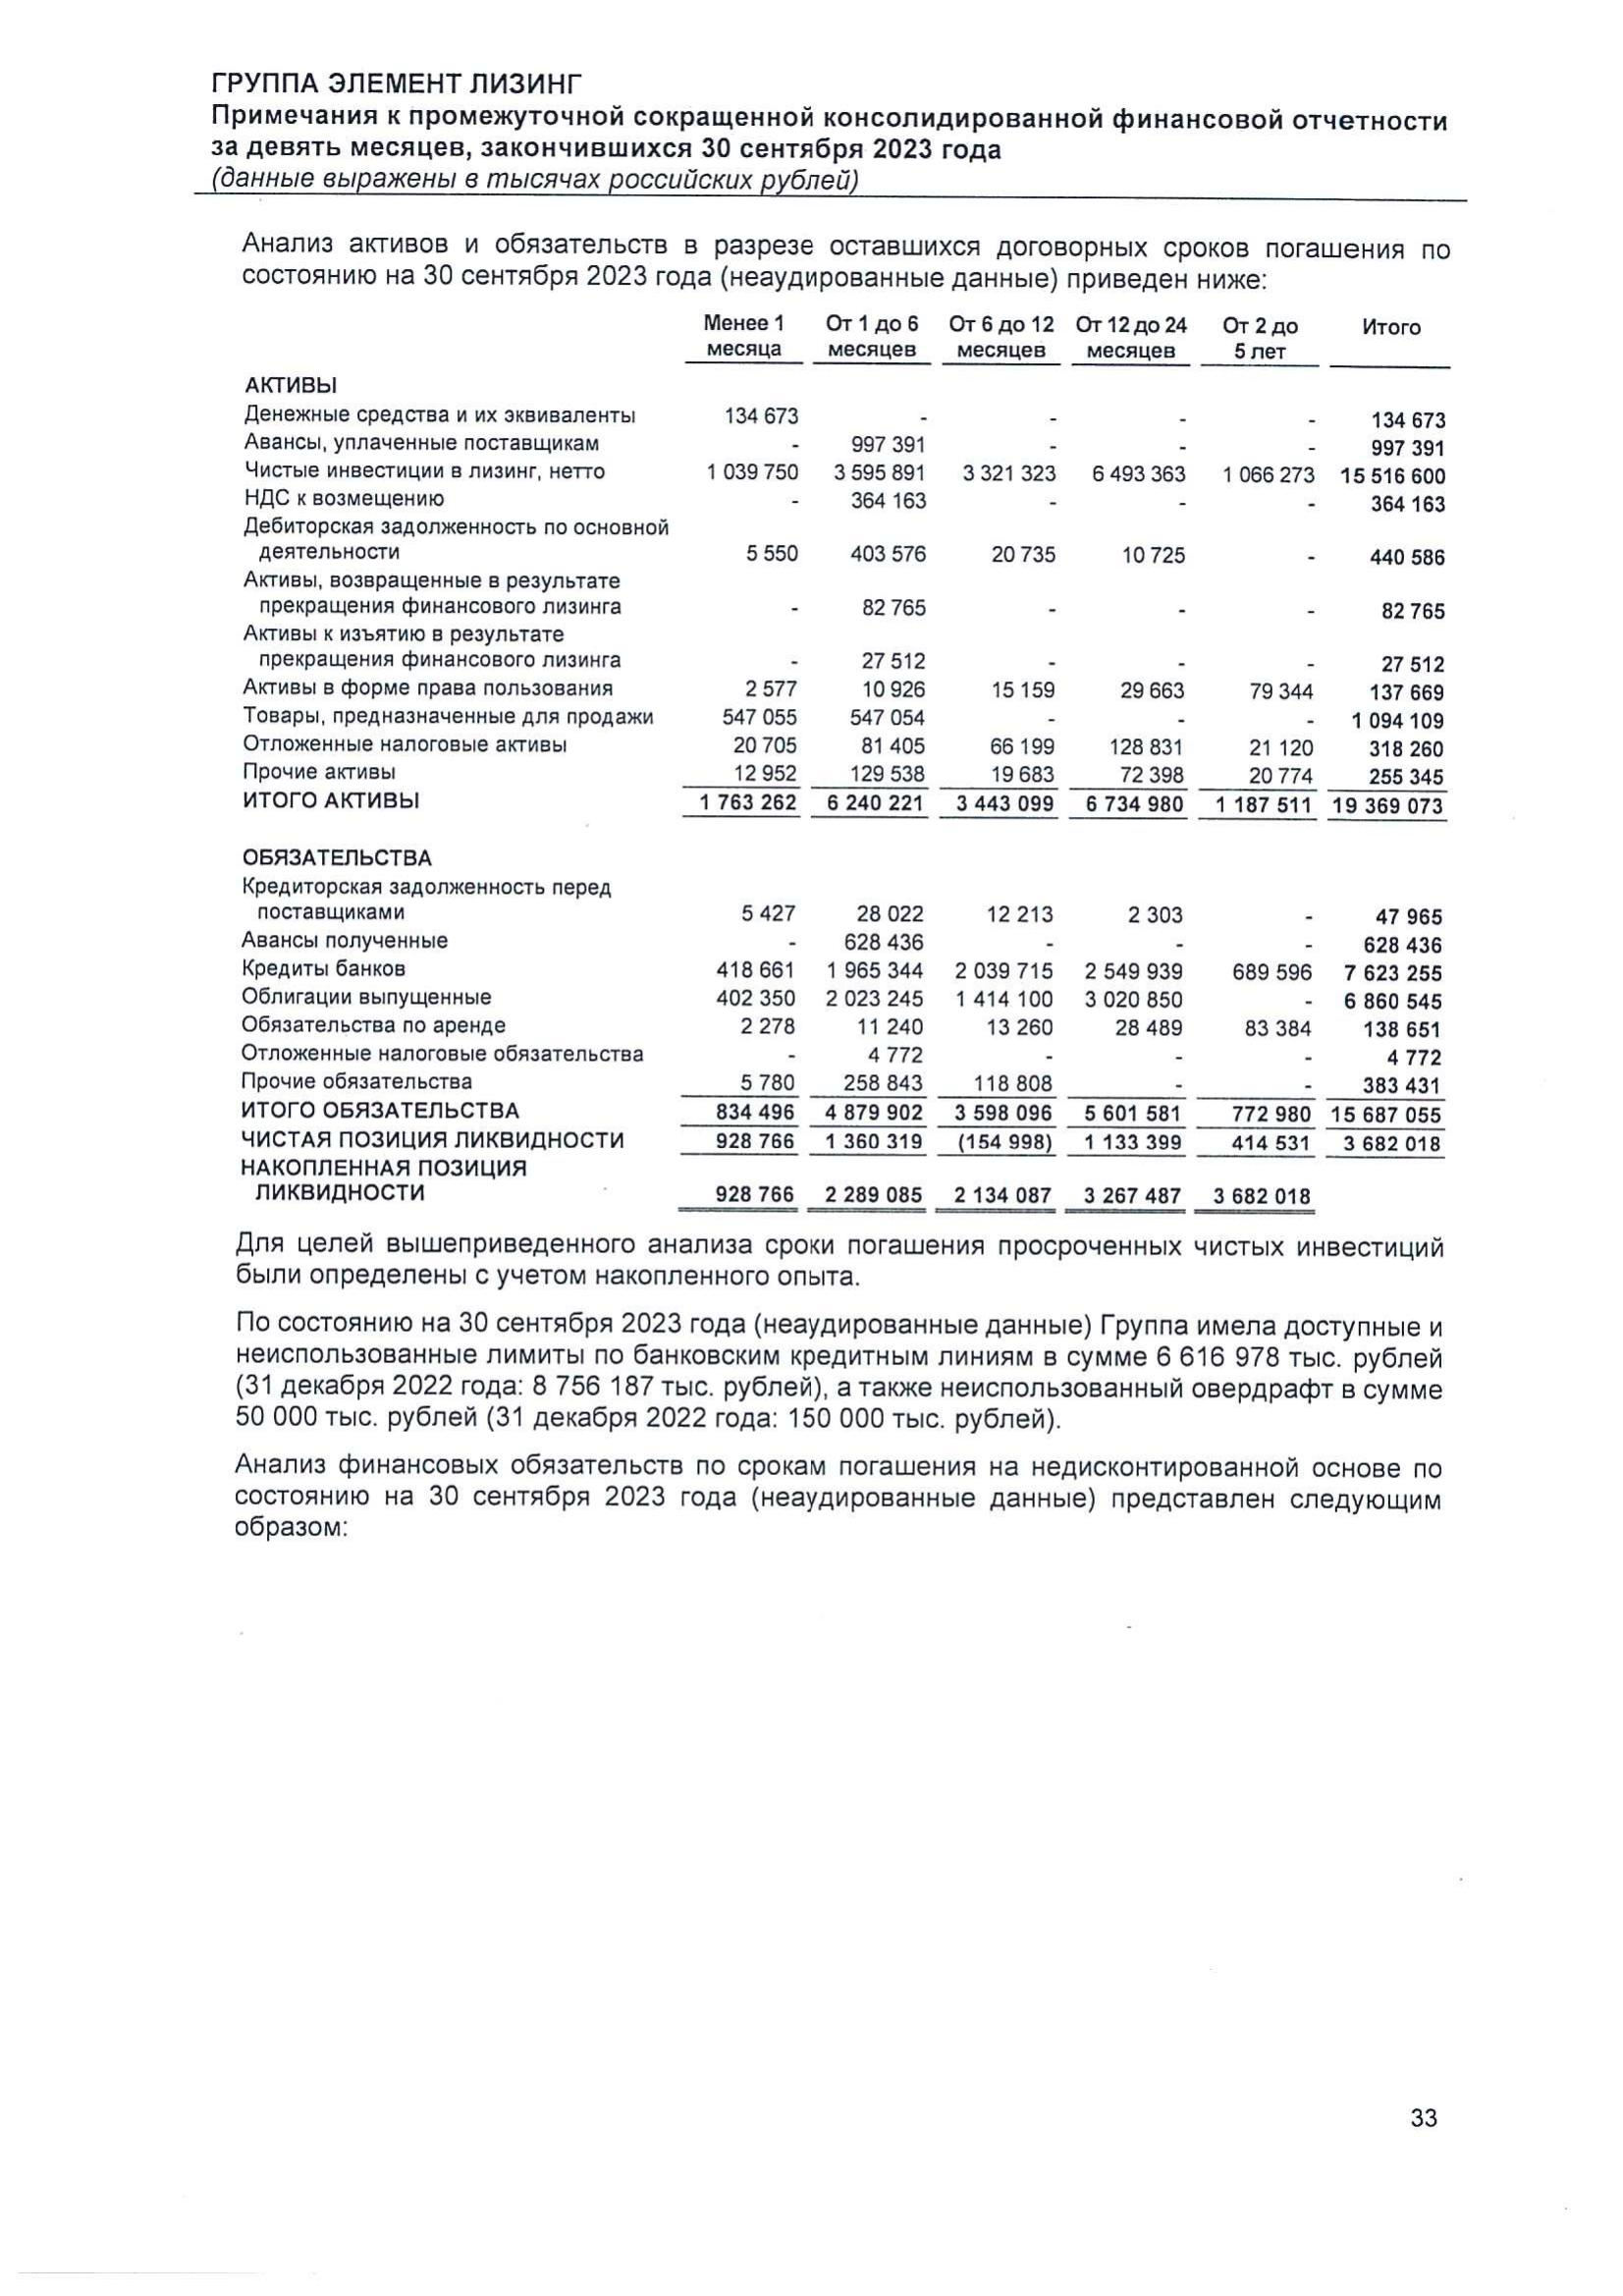 ГРУППА ЭЛЕМЕНТ ЛИЗИНГ
Примечания к промежуточной сокращенной консолидированной финансовой отчетности
за девять месяцев, закончившихся 30 сентября 2023 года
(данные выражены в тысячах российских рублей)
Анализ активов и обязательств в разрезе оставшихся договорных сроков погашения по
состоянию на 30 сентября 2023 года (неаудированные данные) приведен ниже:
Менее 1 От 1 до 6 От 6 до 12 От 12 до 24 От 2 до Итого
месяца месяцев месяцев месяцев 5 лет
АКТИВЫ
Денежные средства и их эквиваленты 134 673 - - - - 134 673
Авансы, уплаченные поставщикам - 997 391 - - - 997 391
Чистые инвестиции в лизинг, нетто 1 039 750 3 595 891 3 321 323 6 493 363 1 066 273 15 516 600
НДС к возмещению - 364 163 - - - 364 163
Дебиторская задолженность по основной
деятельности 5 550 403 576 20 735 10 725 - 440 586
Активы, возвращенные в результате
прекращения финансового лизинга - 82 765 - - - 82 765
Активы к изъятию в результате
прекращения финансового лизинга - 27 512 - - - 27 512
Активы в форме права пользования 2 577 10 926 15 159 29 663 79 344 137 669
Товары, предназначенные для продажи 547 055 547 054 - - - 1 094 109
Отложенные налоговые активы 20 705 81 405 66 199 128 831 21 120 318 260
Прочие активы 12 952 129 538 19 683 72 398 20 774 255 345
ИТОГО АКТИВЫ 1 763 262 6 240 221 3 443 099 6 734 980 1 187 511 19 369 073
ОБЯЗАТЕЛЬСТВА
Кредиторская задолженность перед
поставщиками 5 427 28 022 12 213 2 303 - 47 965
Авансы полученные - 628 436 - - - 628 436
Кредиты банков 418 661 1 965 344 2 039 715 2 549 939 689 596 7 623 255
Облигации выпущенные 402 350 2 023 245 1 414 100 3 020 850 - 6 860 545
Обязательства по аренде 2 278 11 240 13 260 28 489 83 384 138 651
Отложенные налоговые обязательства - 4 772 - - - 4 772
Прочие обязательства 5 780 258 843 118 808 - - 383 431
ИТОГО ОБЯЗАТЕЛЬСТВА 834 496 4 879 902 3 598 096 5 601 581 772 980 15 687 055
ЧИСТАЯ ПОЗИЦИЯ ЛИКВИДНОСТИ 928 766 1 360 319 (154 998) 1 133 399 414 531 3 682 018
НАКОПЛЕННАЯ ПОЗИЦИЯ
ЛИКВИДНОСТИ 928 766 2 289 085 2 134 087 3 267 487 3 682 018
Для целей вышеприведенного анализа сроки погашения просроченных чистых инвестиций
были определены с учетом накопленного опыта.
По состоянию на 30 сентября 2023 года (неаудированные данные) Группа имела доступные и
неиспользованные лимиты по банковским кредитным линиям в сумме 6 616 978 тыс. рублей
(31 декабря 2022 года: 8 756 187 тыс. рублей), а также неиспользованный овердрафт в сумме
50 000 тыс. рублей (31 декабря 2022 года: 150 000 тыс. рублей).
Анализ финансовых обязательств по срокам погашения на недисконтированной основе по
состоянию на 30 сентября 2023 года (неаудированные данные) представлен следующим
образом:
33